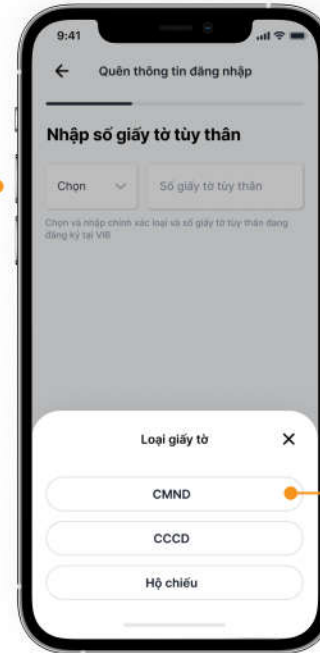 9:41
Quên thông tin đăng nhập
Nhập số giấy tờ tùy thân
Chọn
Số giấy tờ tùy thân
Chọn và nhập chính xác loại và số giấy tờ tùy thân đang
đăng ký tại VIB
Loại giấy tờ
CMND
CCCD
Hộ chiếu